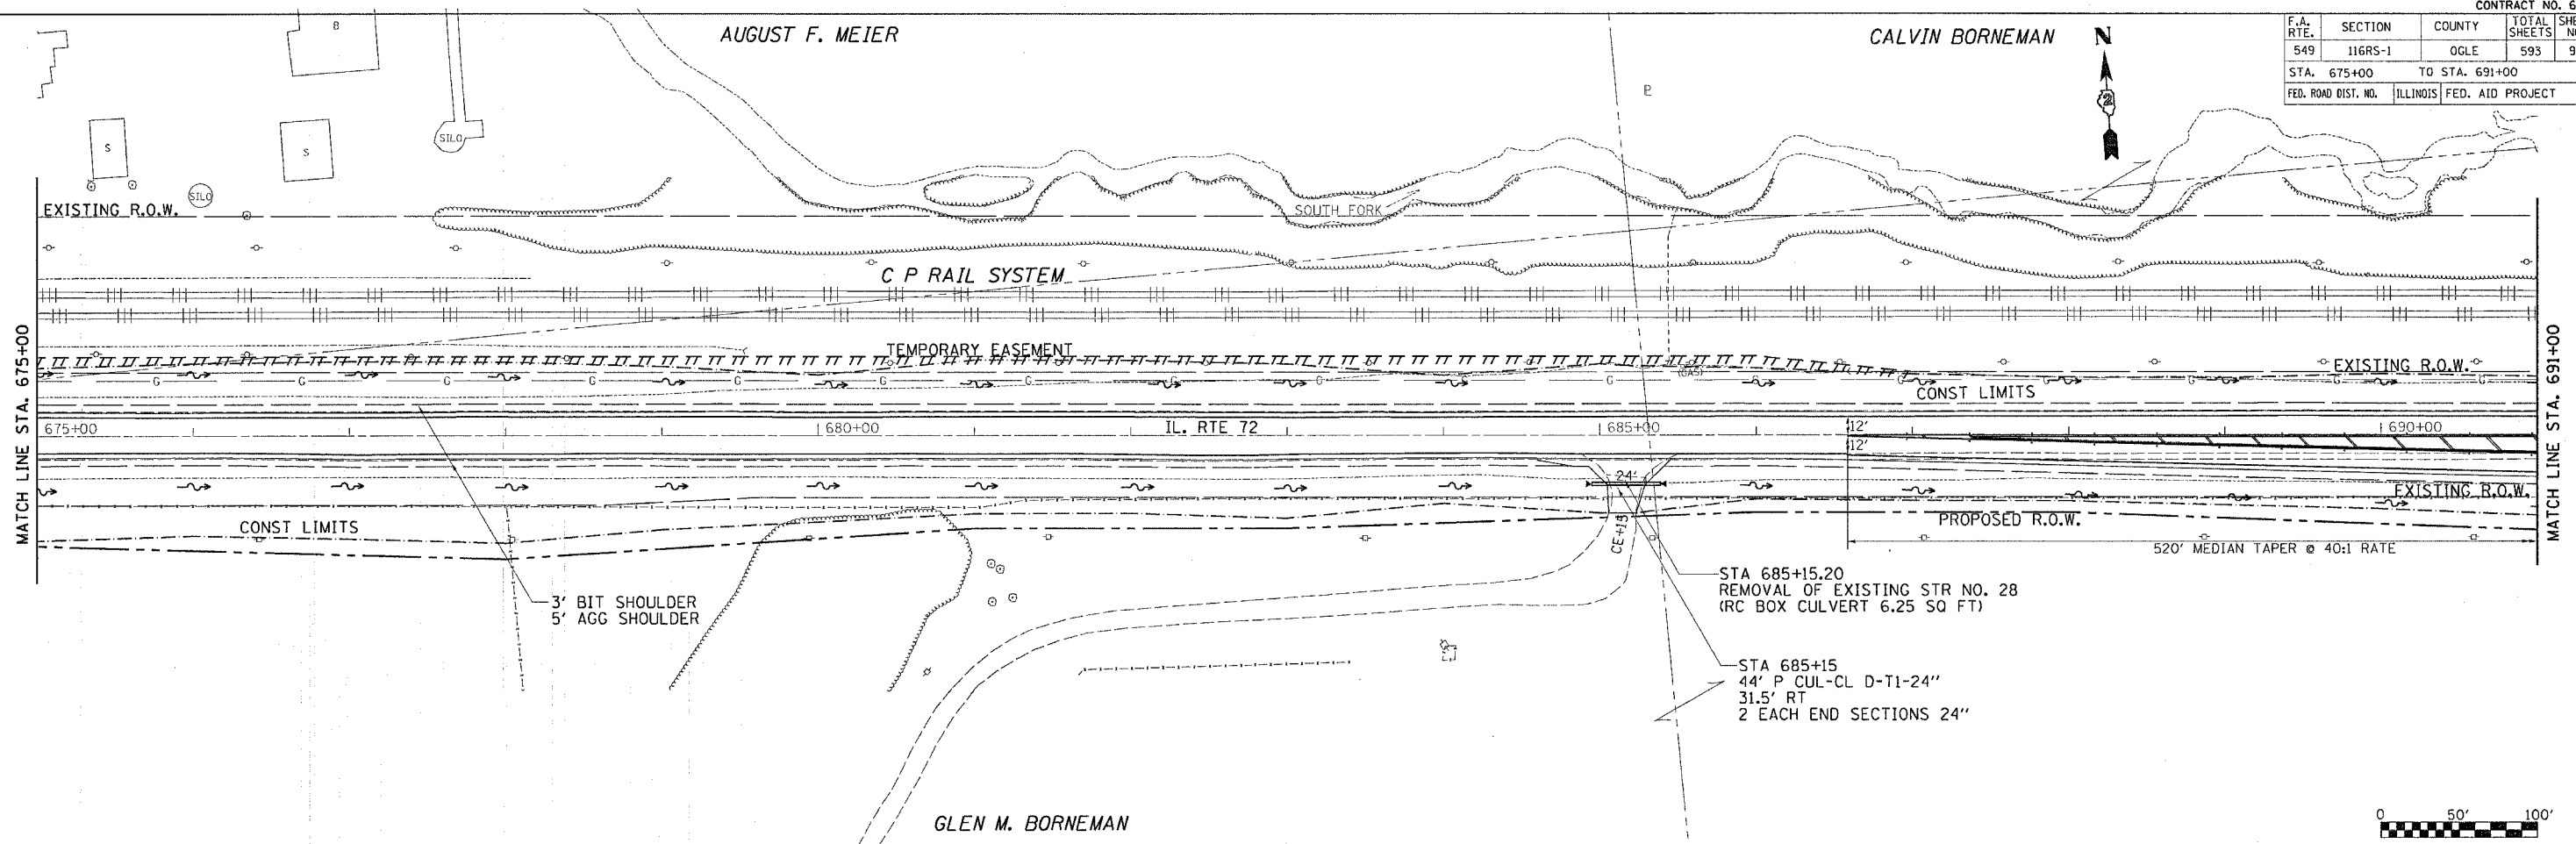 CONTRACT NO. 6
F.A. RTE. SECTION COUNTY TOTAL SHEETS
549 116RS-1 OGLE 593 9
STA. 675+00 TO STA. 691+00
FED. ROAD DIST. NO. ILLINOIS FED. AID PROJECT
AUGUST F. MEIER
CALVIN BORNEMAN
N
2
B
S
S
SILO
SILO
EXISTING R.O.W.
SOUTH FORK
C P RAIL SYSTEM
TEMPORARY EASEMENT
EXISTING R.O.W.
G G G G G G G G G G G G G G
(GAS)
CONST LIMITS
MATCH LINE STA. 675+00
MATCH LINE STA. 691+00
675+00 680+00 IL. RTE 72 685+00 690+00
12'
12'
24'
CE+15
EXISTING R.O.W.
CONST LIMITS
PROPOSED R.O.W.
520' MEDIAN TAPER @ 40:1 RATE
3' BIT SHOULDER
5' AGG SHOULDER
STA 685+15.20
REMOVAL OF EXISTING STR NO. 28
(RC BOX CULVERT 6.25 SQ FT)
STA 685+15
44' P CUL-CL D-T1-24''
31.5' RT
2 EACH END SECTIONS 24''
GLEN M. BORNEMAN
0 50' 100'